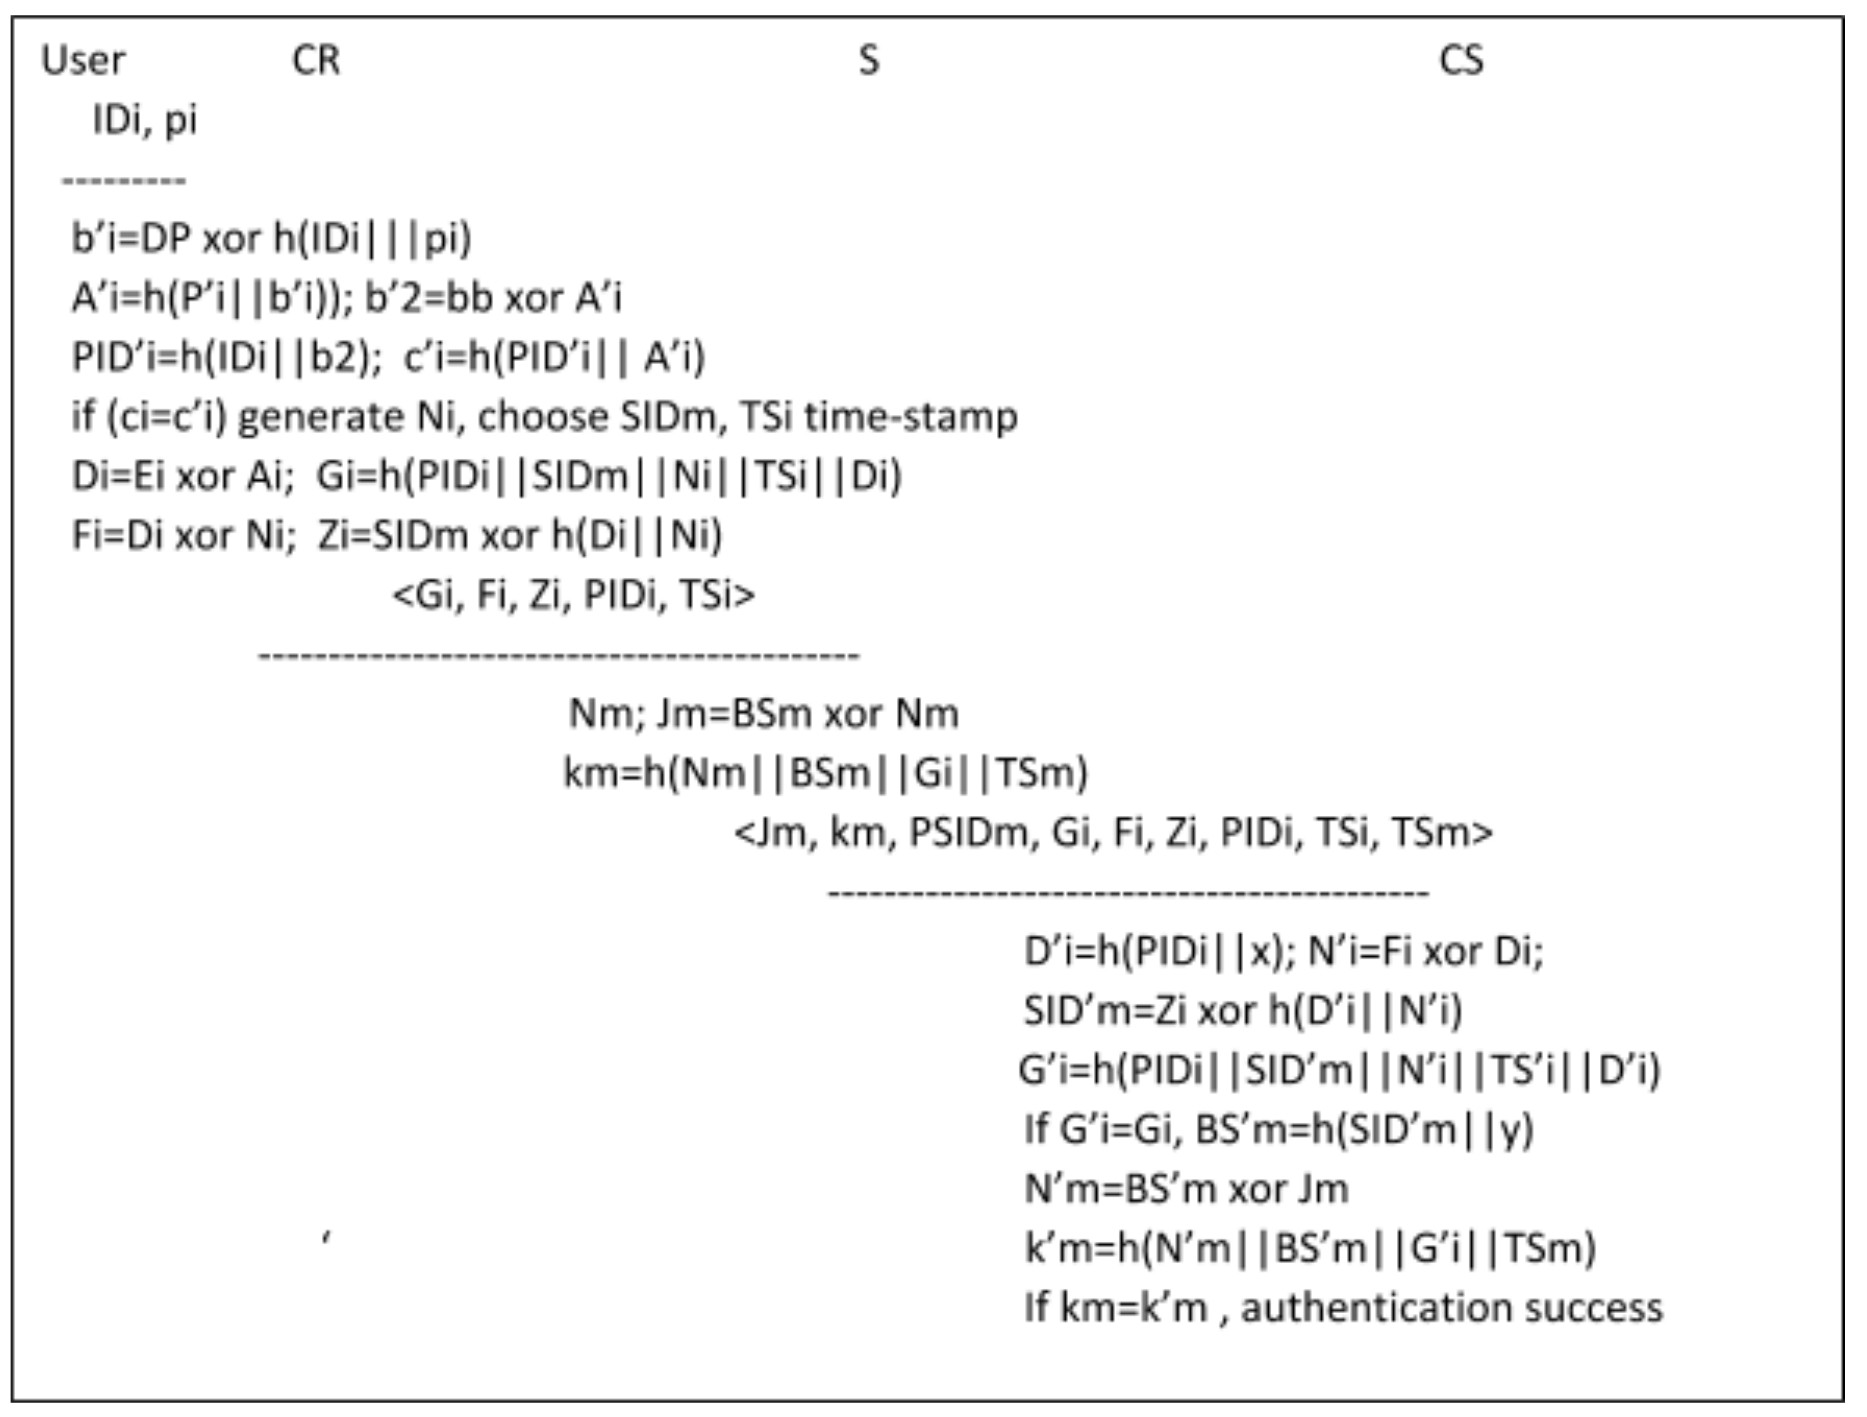 User CR S CS
IDi, pi
---------
b’i=DP xor h(IDi|||pi)
A’i=h(P’i||b’i)); b’2=bb xor A’i
PID’i=h(IDi||b2); c’i=h(PID’i|| A’i)
if (ci=c’i) generate Ni, choose SIDm, TSi time-stamp
Di=Ei xor Ai; Gi=h(PIDi||SIDm||Ni||TSi||Di)
Fi=Di xor Ni; Zi=SIDm xor h(Di||Ni)
<Gi, Fi, Zi, PIDi, TSi>
-------------------------------------------
Nm; Jm=BSm xor Nm
km=h(Nm||BSm||Gi||TSm)
<Jm, km, PSIDm, Gi, Fi, Zi, PIDi, TSi, TSm>
-------------------------------------------
D’i=h(PIDi||x); N’i=Fi xor Di;
SID’m=Zi xor h(D’i||N’i)
G’i=h(PIDi||SID’m||N’i||TS’i||D’i)
If G’i=Gi, BS’m=h(SID’m||y)
N’m=BS’m xor Jm
’ k’m=h(N’m||BS’m||G’i||TSm)
If km=k’m , authentication success